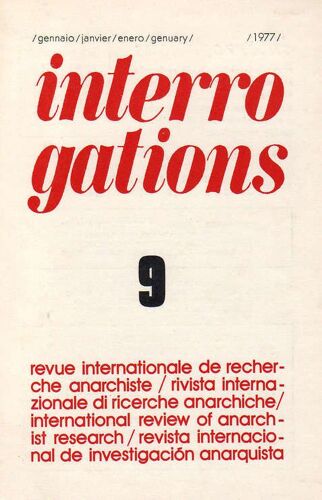 /gennaio/janvier/enero/genuary/ /1977/
interro
gations
9
revue internationale de recher-
che anarchiste / rivista interna-
zionale di ricerche anarchiche/
international review of anarch-
ist research / revista internacio-
nal de investigación anarquista